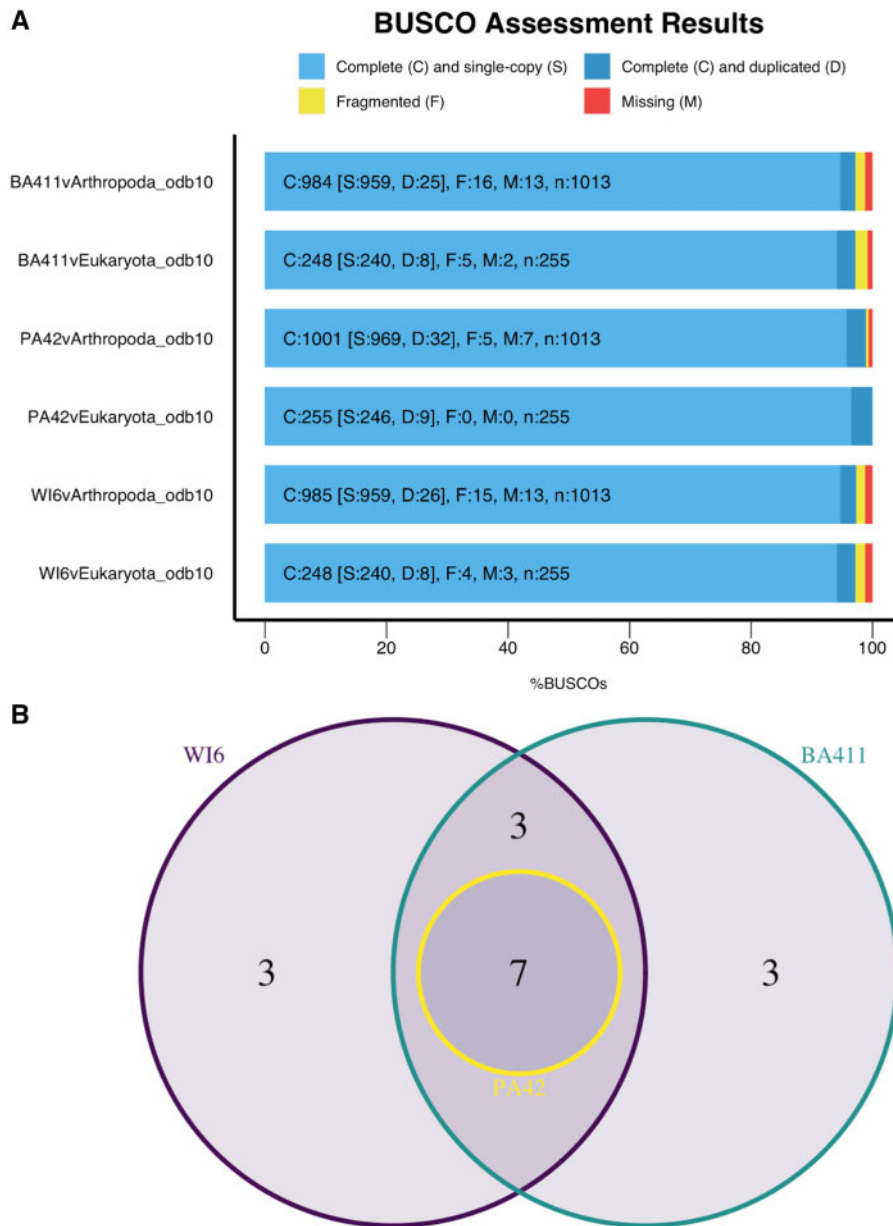 A
BUSCO Assessment Results
Complete (C) and single-copy (S)
Complete (C) and duplicated (D)
Fragmented (F)
Missing (M)
BA411vArthropoda_odb10
C:984 [S:959, D:25], F:16, M:13, n:1013
BA411vEukaryota_odb10
C:248 [S:240, D:8], F:5, M:2, n:255
PA42vArthropoda_odb10
C:1001 [S:969, D:32], F:5, M:7, n:1013
PA42vEukaryota_odb10
C:255 [S:246, D:9], F:0, M:0, n:255
WI6vArthropoda_odb10
C:985 [S:959, D:26], F:15, M:13, n:1013
WI6vEukaryota_odb10
C:248 [S:240, D:8], F:4, M:3, n:255
0 20 40 60 80 100
%BUSCOs
B
WI6
BA411
3
3
7
3
PA42